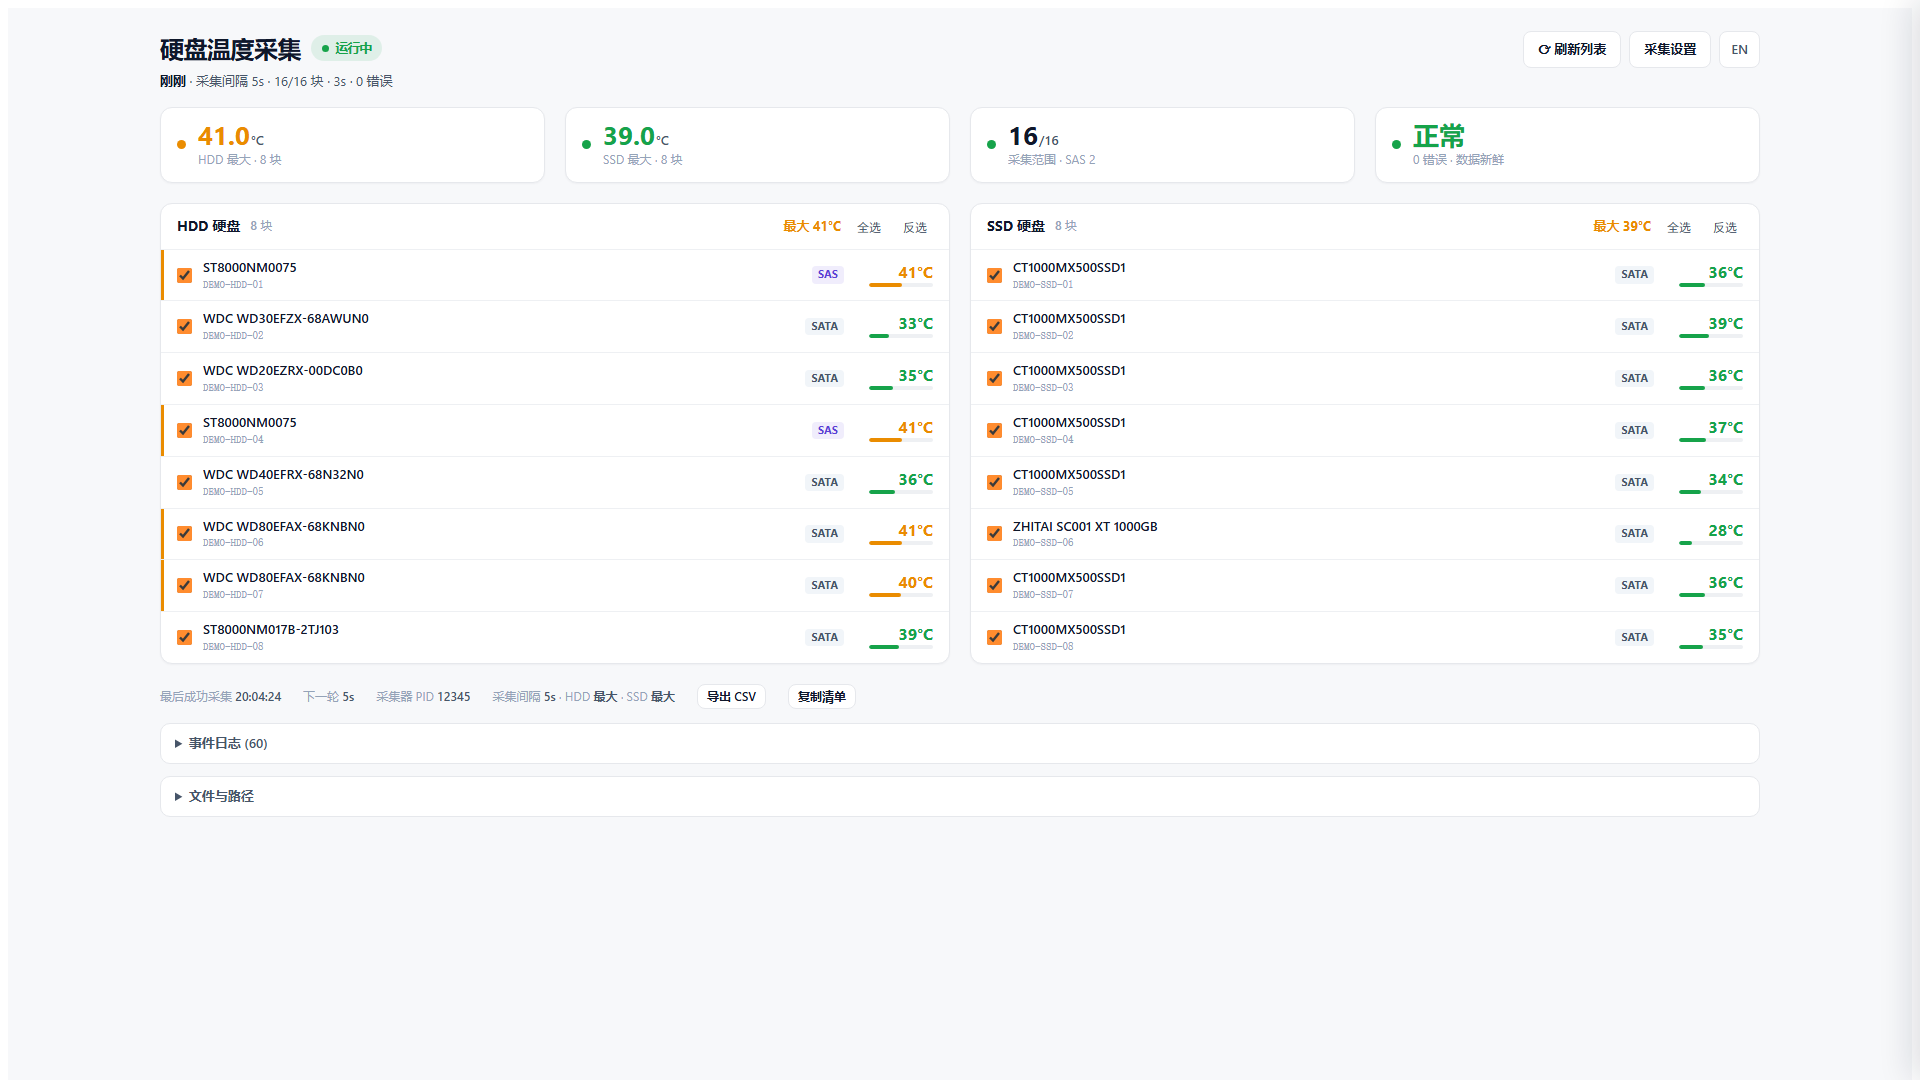 硬盘温度采集 运行中
刷新列表 采集设置 EN
刚刚 · 采集间隔 5s · 16/16 块 · 3s · 0 错误
41.0°C
HDD 最大 · 8 块
39.0°C
SSD 最大 · 8 块
16/16
采集范围 · SAS 2
正常
0 错误 · 数据新鲜
HDD 硬盘 8 块 最大 41°C 全选 反选
ST8000NM0075 SAS 41°C
DEMO-HDD-01
WDC WD30EFZX-68AWUN0 SATA 33°C
DEMO-HDD-02
WDC WD20EZRX-00DC0B0 SATA 35°C
DEMO-HDD-03
ST8000NM0075 SAS 41°C
DEMO-HDD-04
WDC WD40EFRX-68N32N0 SATA 36°C
DEMO-HDD-05
WDC WD80EFAX-68KNBN0 SATA 41°C
DEMO-HDD-06
WDC WD80EFAX-68KNBN0 SATA 40°C
DEMO-HDD-07
ST8000NM017B-2TJ103 SATA 39°C
DEMO-HDD-08
SSD 硬盘 8 块 最大 39°C 全选 反选
CT1000MX500SSD1 SATA 36°C
DEMO-SSD-01
CT1000MX500SSD1 SATA 39°C
DEMO-SSD-02
CT1000MX500SSD1 SATA 36°C
DEMO-SSD-03
CT1000MX500SSD1 SATA 37°C
DEMO-SSD-04
CT1000MX500SSD1 SATA 34°C
DEMO-SSD-05
ZHITAI SC001 XT 1000GB SATA 28°C
DEMO-SSD-06
CT1000MX500SSD1 SATA 36°C
DEMO-SSD-07
CT1000MX500SSD1 SATA 35°C
DEMO-SSD-08
最后成功采集 20:04:24 下一轮 5s 采集器 PID 12345 采集间隔 5s · HDD 最大 · SSD 最大 导出 CSV 复制清单
事件日志 (60)
文件与路径